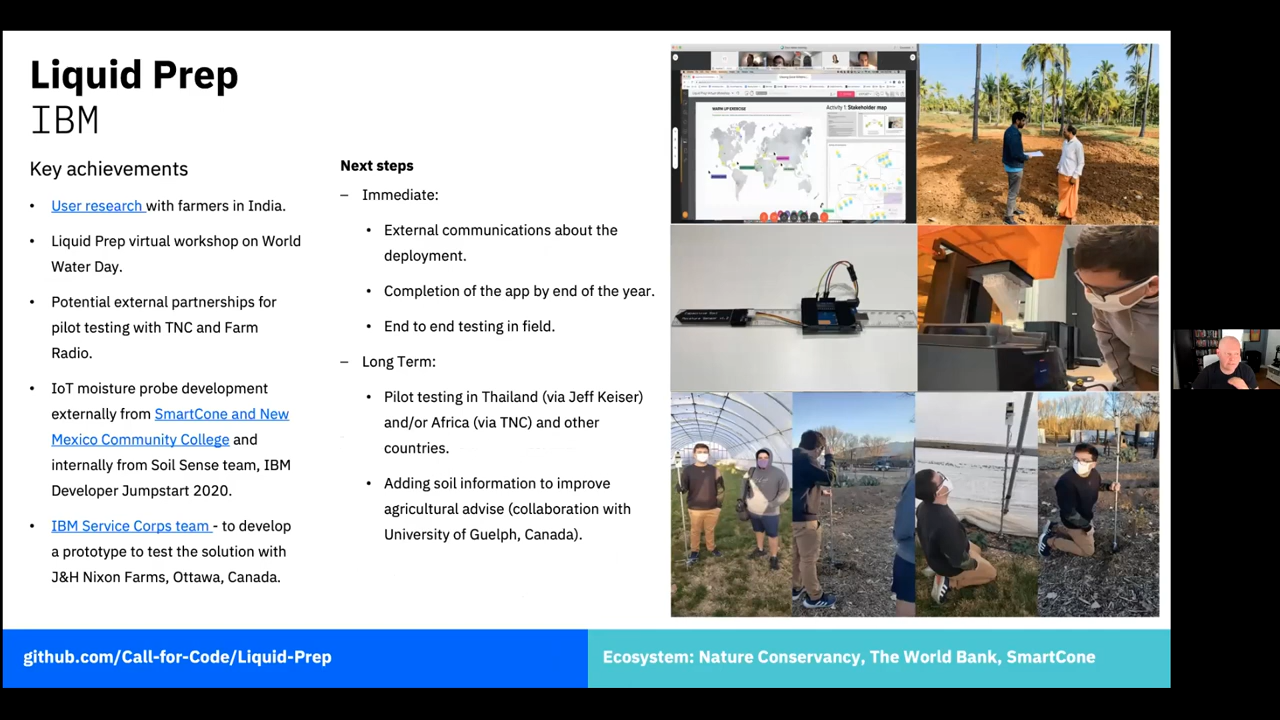 Liquid Prep
IBM
Key achievements
• User research with farmers in India.
• Liquid Prep virtual workshop on World
Water Day.
• Potential external partnerships for
pilot testing with TNC and Farm
Radio.
• IoT moisture probe development
externally from SmartCone and New
Mexico Community College and
internally from Soil Sense team, IBM
Developer Jumpstart 2020.
• IBM Service Corps team - to develop
a prototype to test the solution with
J&H Nixon Farms, Ottawa, Canada.
Next steps
– Immediate:
• External communications about the
deployment.
• Completion of the app by end of the year.
• End to end testing in field.
– Long Term:
• Pilot testing in Thailand (via Jeff Keiser)
and/or Africa (via TNC) and other
countries.
• Adding soil information to improve
agricultural advise (collaboration with
University of Guelph, Canada).
WARM UP EXERCISE
Activity 1: Stakeholder map
github.com/Call-for-Code/Liquid-Prep
Ecosystem: Nature Conservancy, The World Bank, SmartCone